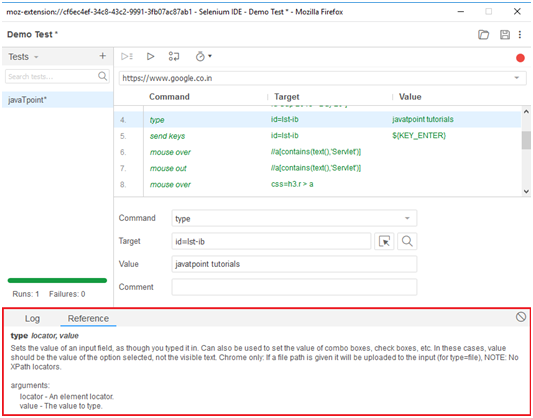 moz-extension://cf6ec4ef-34c8-43c2-9991-3fb07ac87ab1 - Selenium IDE - Demo Test * - Mozilla Firefox
Demo Test *
Tests
Search tests....
javaTpoint*
https://www.google.co.in
Command Target Value
4. type id=lst-ib javatpoint tutorials
5. send keys id=lst-ib ${KEY_ENTER}
6. mouse over //a[contains(text(),'Servlet')]
7. mouse out //a[contains(text(),'Servlet')]
8. mouse over css=h3.r > a
Command type
Target id=lst-ib
Value javatpoint tutorials
Comment
Runs: 1 Failures: 0
Log Reference
type locator, value
Sets the value of an input field, as though you typed it in. Can also be used to set the value of combo boxes, check boxes, etc. In these cases, value
should be the value of the option selected, not the visible text. Chrome only: If a file path is given it will be uploaded to the input (for type=file), NOTE: No
XPath locators.
arguments:
locator - An element locator.
value - The value to type.